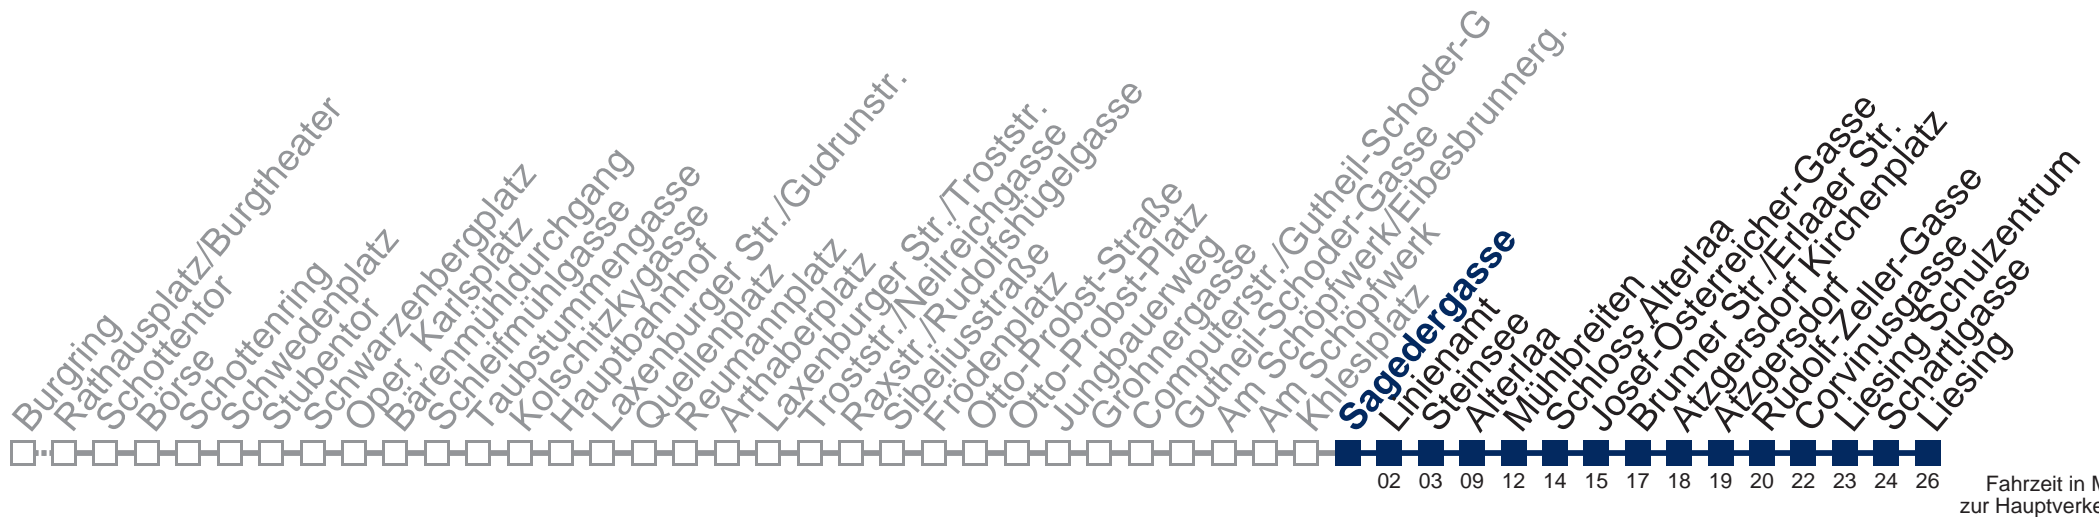 Burgring
Rathausplatz/Burgtheater
Schottentor
Börse
Schottenring
Schwedenplatz
Stubentor
Schwarzenbergplatz
Oper, Karlsplatz
Bärenmühldurchgang
Schleifmühlgasse
Taubstummengasse
Kolschitzkygasse
Hauptbahnhof
Laxenburger Str./Gudrunstr.
Quellenplatz
Reumannplatz
Arthaberplatz
Laxenburger Str./Troststr.
Troststr./Neilreichgasse
Raxstr./Rudolfshügelgasse
Sibeliusstraße
Frödenplatz
Otto-Probst-Straße
Otto-Probst-Platz
Jungbauerweg
Grohnergasse
Computerstr./Gutheil-Schoder-G
Gutheil-Schoder-Gasse
Am Schöpfwerk/Eibesbrunnerg.
Am Schöpfwerk
Khleslplatz
Sagedergasse
Linienamt
Steinsee
Alterlaa
Mühlbreiten
Schloss Alterlaa
Josef-Österreicher-Gasse
Brunner Str./Erlaaer Str.
Atzgersdorf Kirchenplatz
Atzgersdorf
Rudolf-Zeller-Gasse
Corvinusgasse
Liesing Schulzentrum
Schartlgasse
Liesing
02 03 09 12 14 15 17 18 19 20 22 23 24 26
Fahrzeit in M
zur Hauptverke